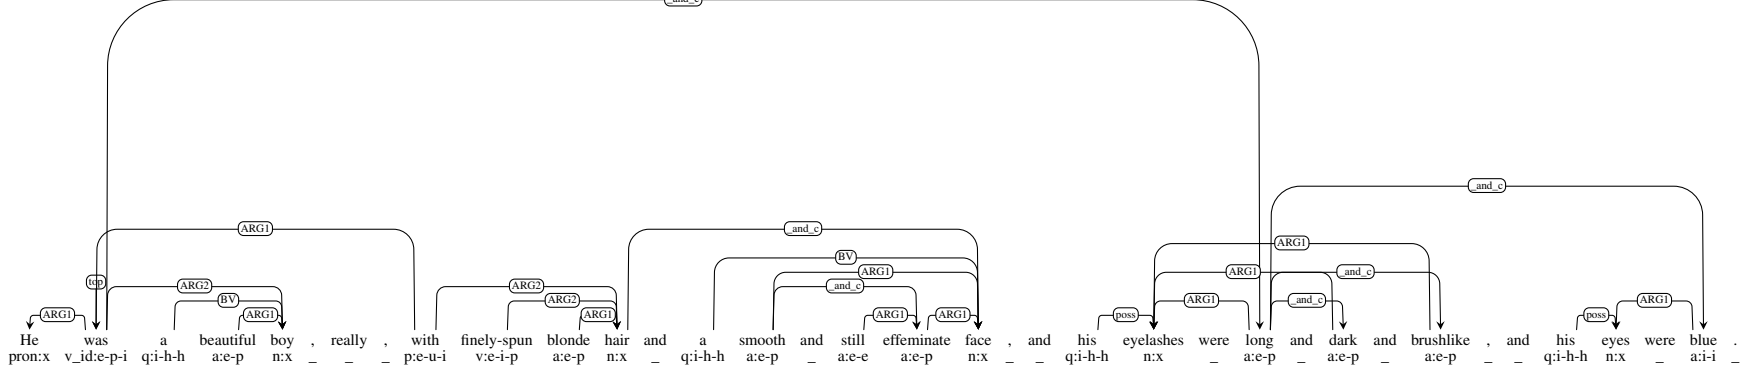 _and_c
_and_c
ARG1 _and_c
BV ARG1
ARG1 ARG1 _and_c
top ARG2 ARG2 _and_c
BV ARG2 ARG1 _and_c ARG1
ARG1 ARG1 ARG1 ARG1 ARG1 poss poss
He was a beautiful boy , really , with finely-spun blonde hair and a smooth and still effeminate face , and his eyelashes were long and dark and brushlike , and his eyes were blue .
pron:x v_id:e-p-i q:i-h-h a:e-p n:x _ _ _ p:e-u-i v:e-i-p a:e-p n:x _ q:i-h-h a:e-p _ a:e-e a:e-p n:x _ _ q:i-h-h n:x _ a:e-p _ a:e-p _ a:e-p _ _ q:i-h-h n:x _ a:i-i _